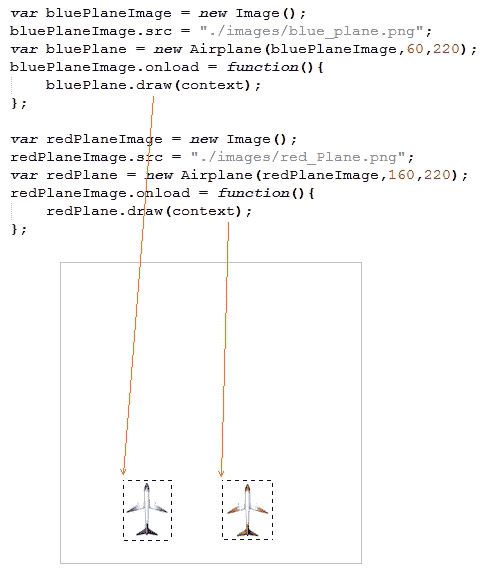 var bluePlaneImage = new Image();
bluePlaneImage.src = "./images/blue_plane.png";
var bluePlane = new Airplane(bluePlaneImage,60,220);
bluePlaneImage.onload = function(){
    bluePlane.draw(context);
};

var redPlaneImage = new Image();
redPlaneImage.src = "./images/red_Plane.png";
var redPlane = new Airplane(redPlaneImage,160,220);
redPlaneImage.onload = function(){
    redPlane.draw(context);
};